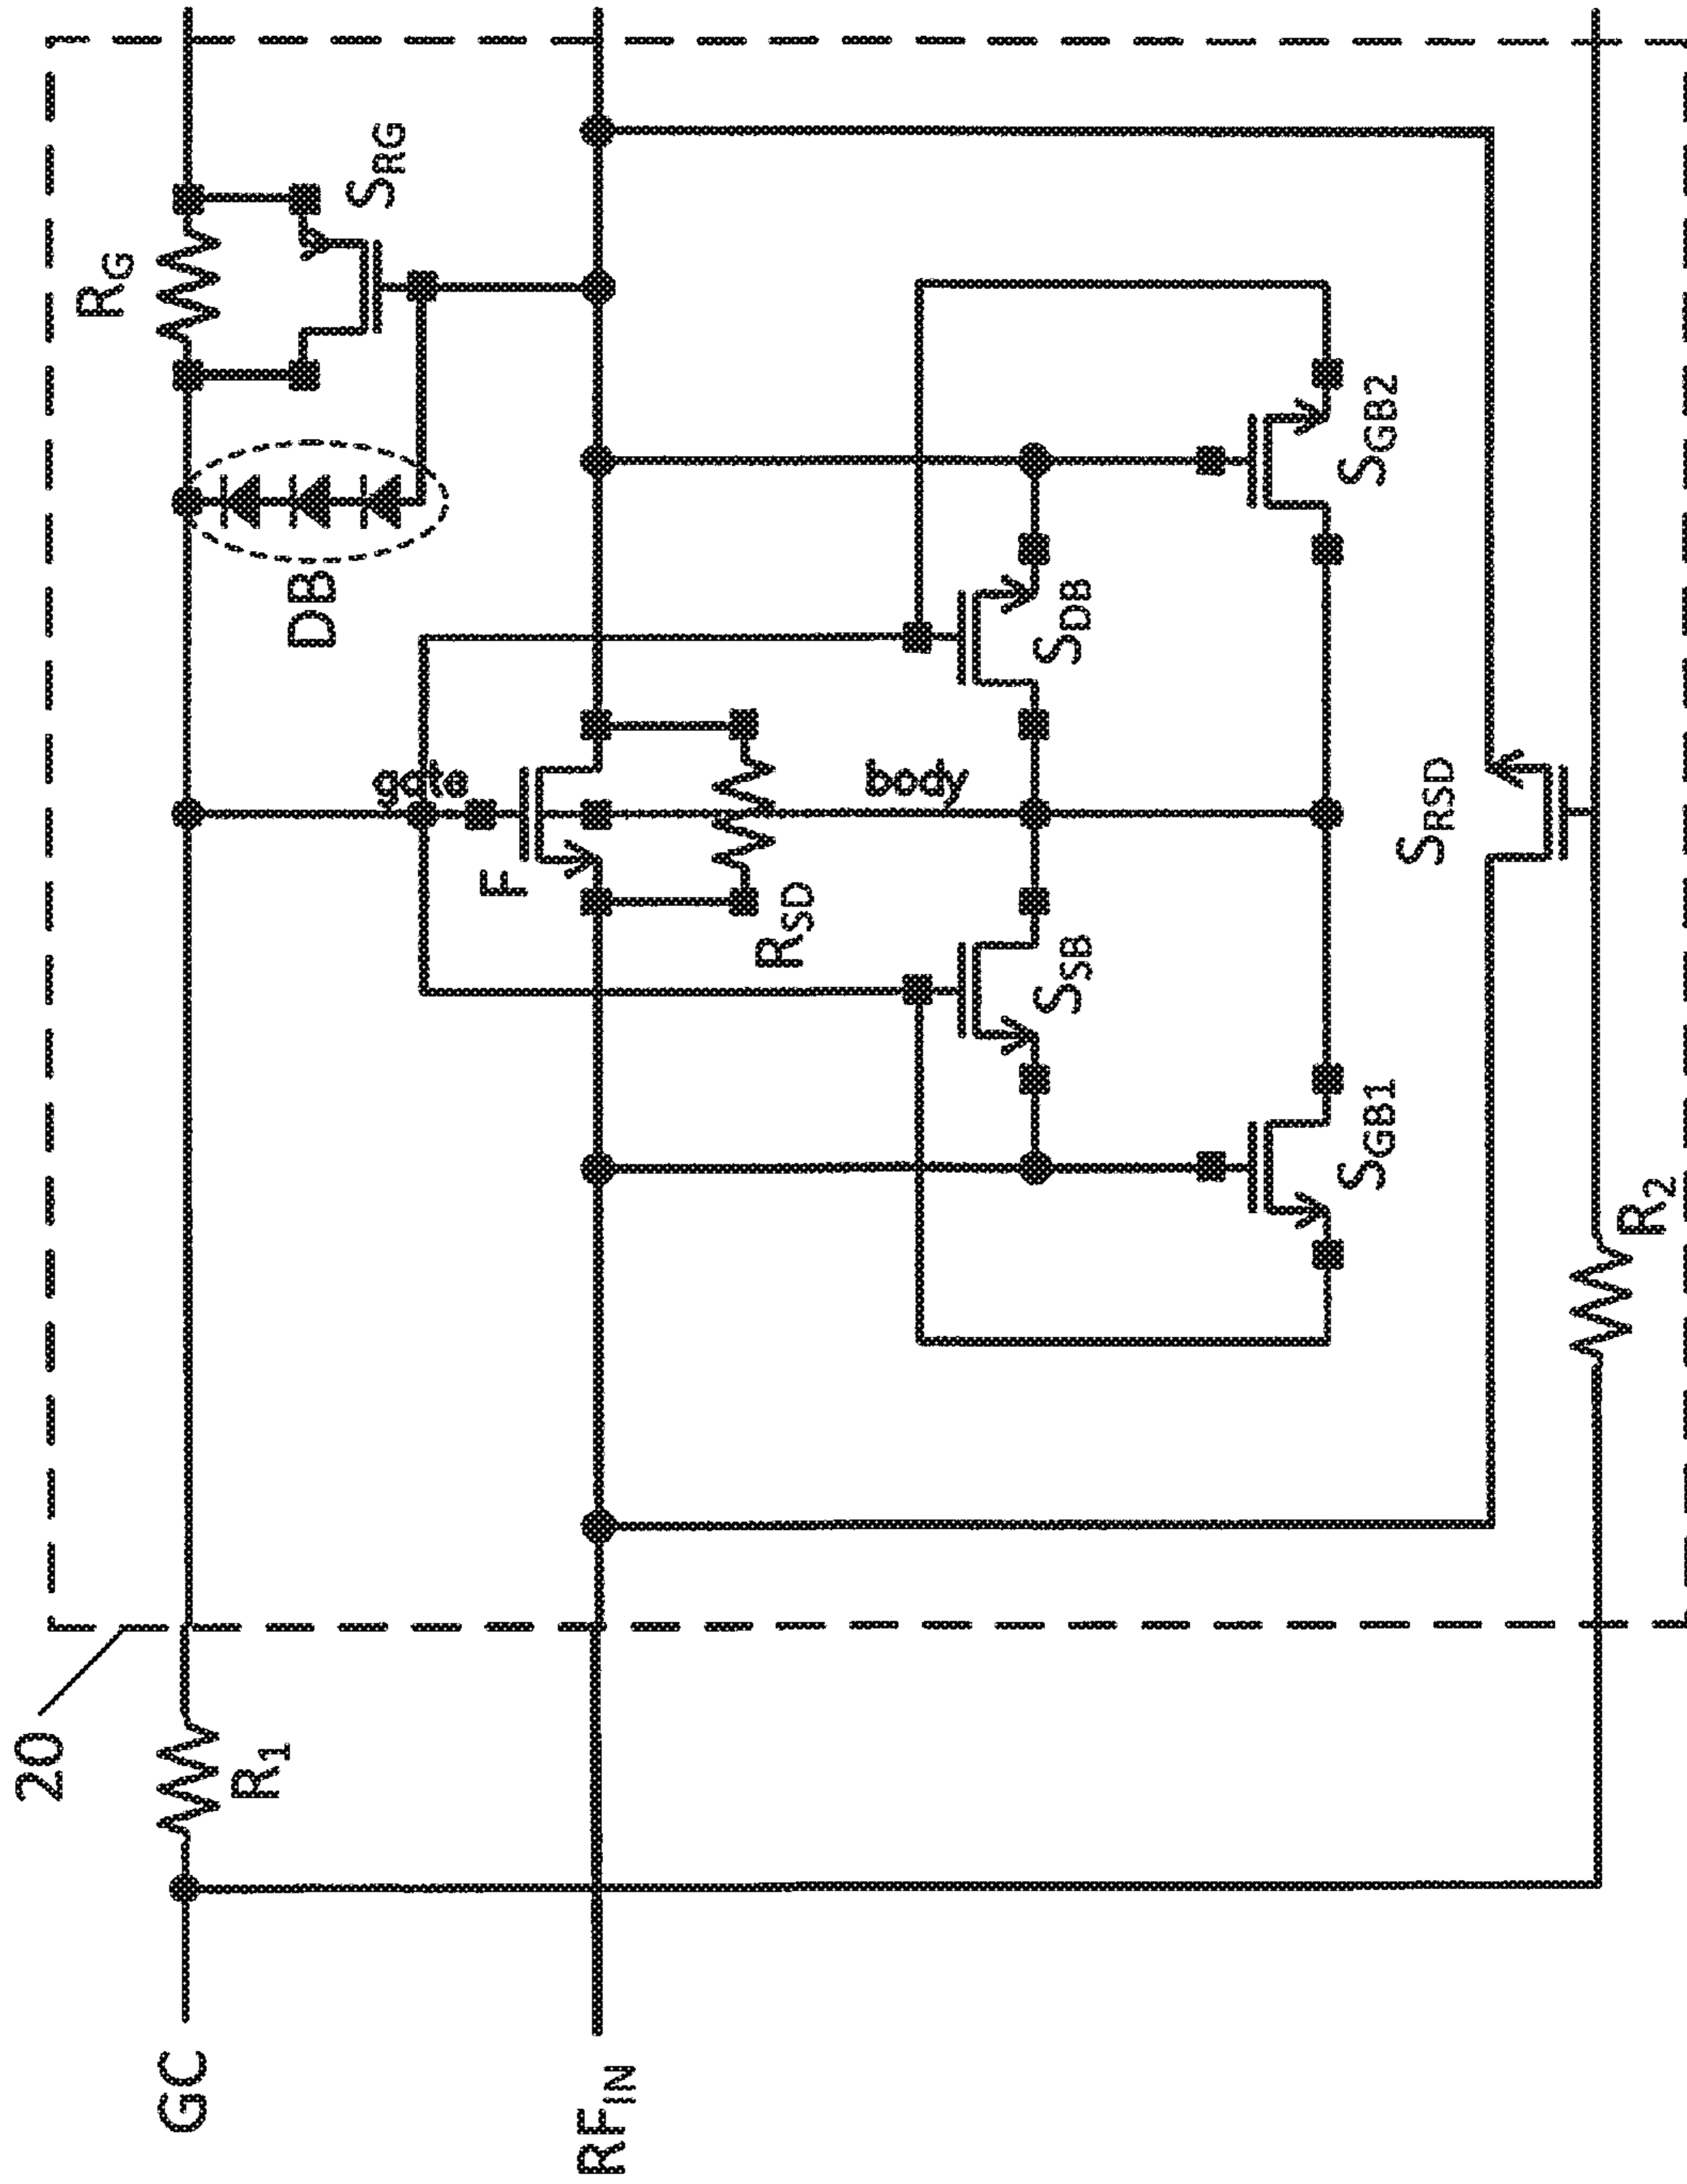 GC
RF_IN
20
R_1
R_G
S_RG
DB
gate
F
R_SD
body
S_SB
S_DB
S_GB1
S_GB2
S_RSD
R_2